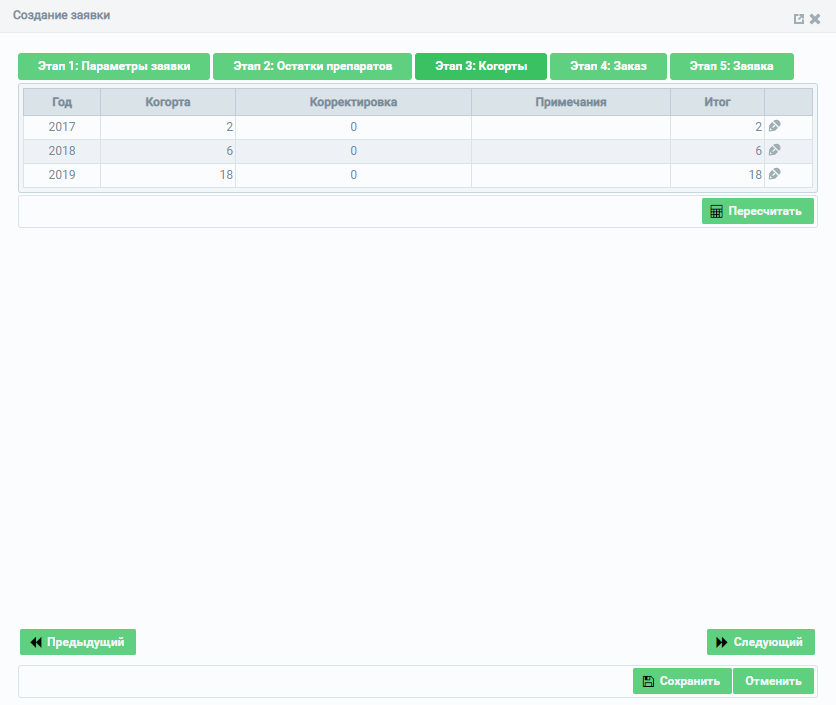 Создание заявки
Этап 1: Параметры заявки Этап 2: Остатки препаратов Этап 3: Когорты Этап 4: Заказ Этап 5: Заявка
Год Когорта Корректировка Примечания Итог
2017 2 0 2
2018 6 0 6
2019 18 0 18
Пересчитать
Предыдущий Следующий
Сохранить Отменить